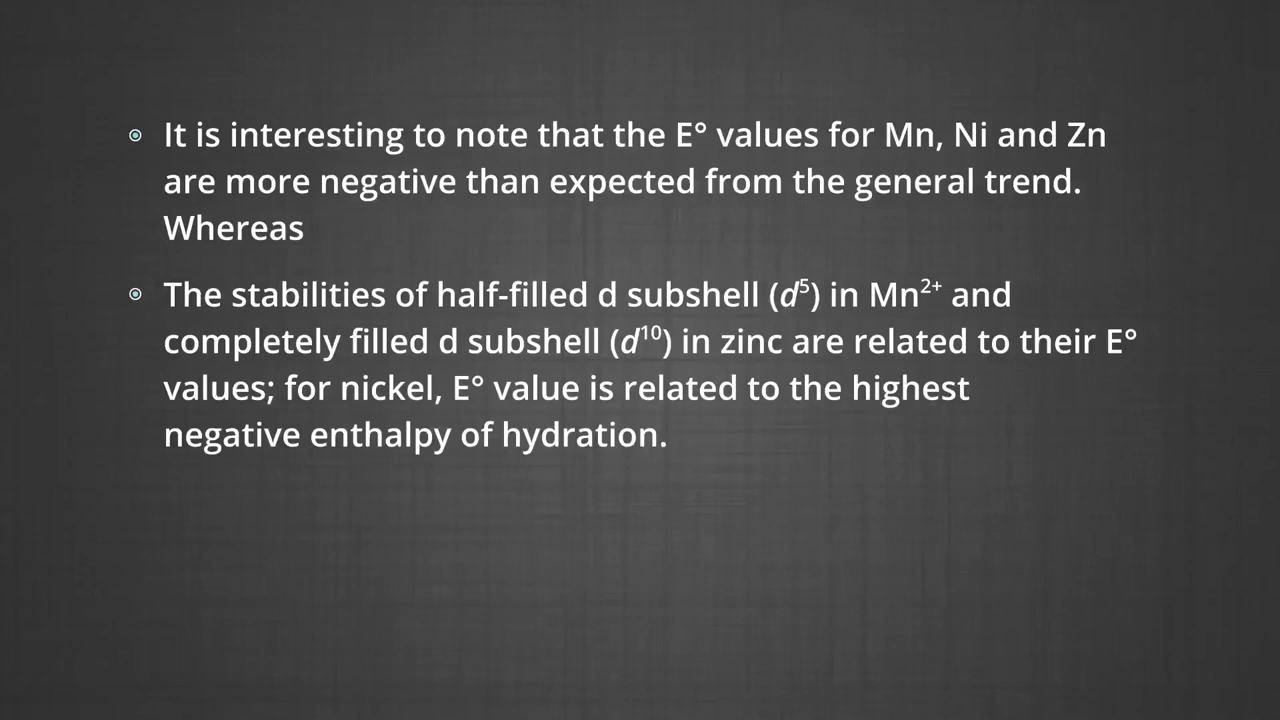 It is interesting to note that the E° values for Mn, Ni and Zn
are more negative than expected from the general trend.
Whereas
The stabilities of half-filled d subshell (d⁵) in Mn²⁺ and
completely filled d subshell (d¹⁰) in zinc are related to their E°
values; for nickel, E° value is related to the highest
negative enthalpy of hydration.